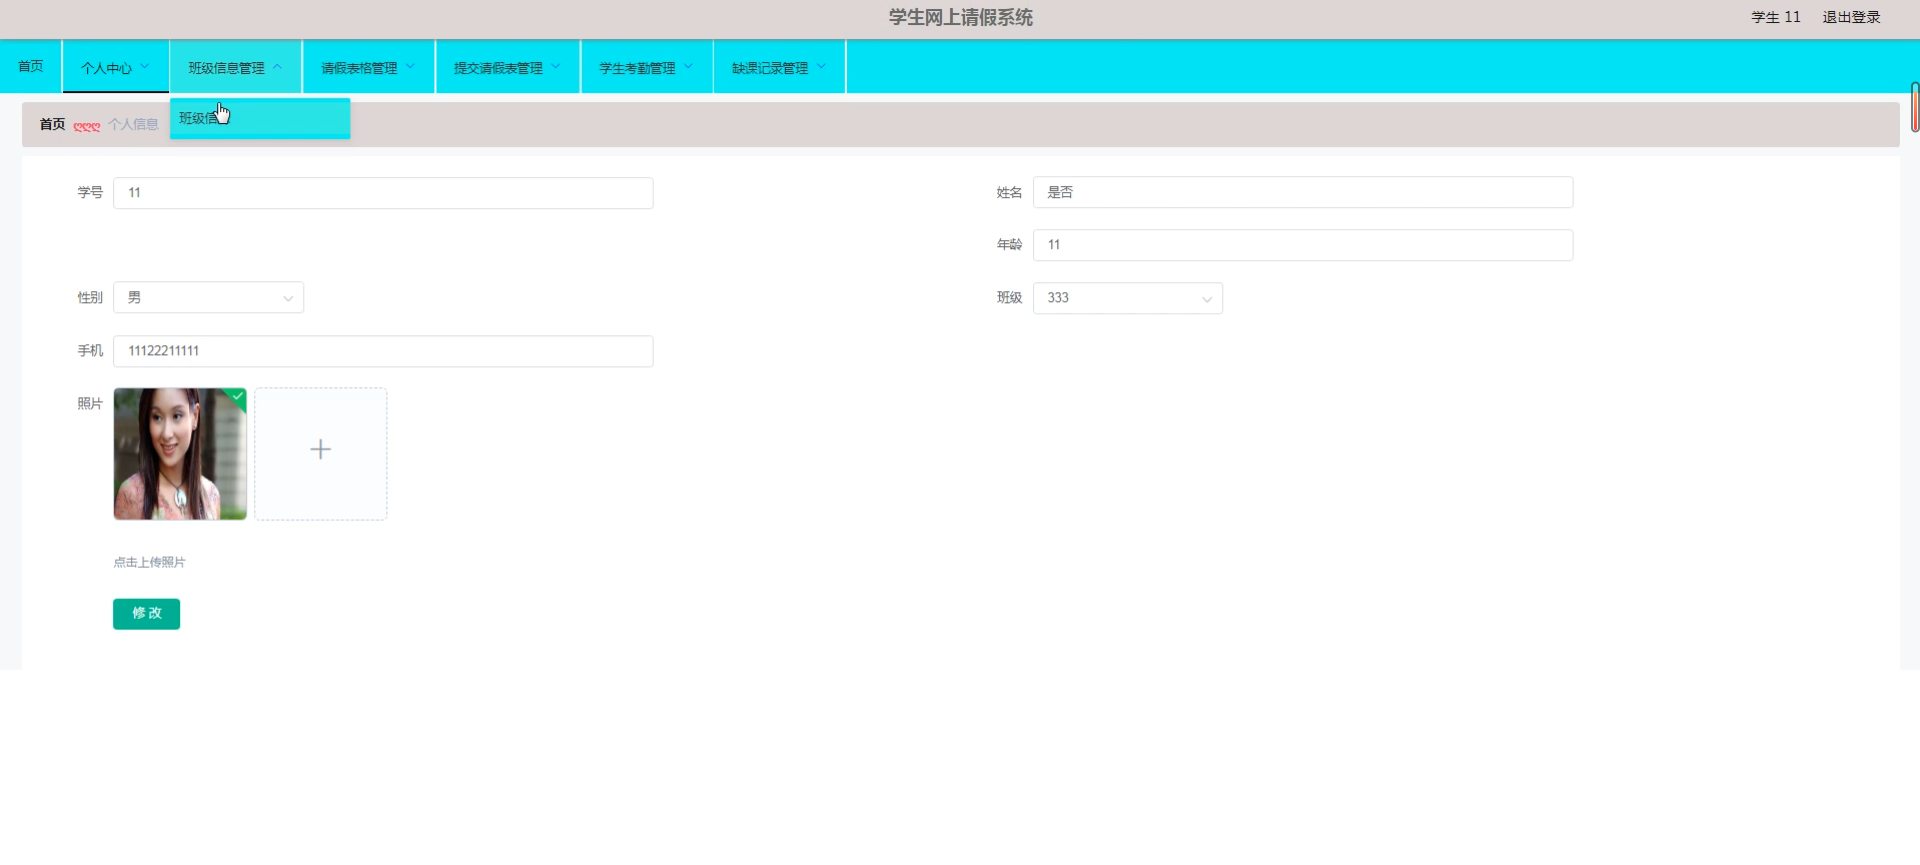 学生网上请假系统
学生 11 退出登录
首页 个人中心 班级信息管理 请假表格管理 提交请假表管理 学生考勤管理 缺课记录管理
班级信
首页 ღღღ 个人信息
学号 11
姓名 是否
年龄 11
性别 男
班级 333
手机 11122211111
照片
点击上传照片
修改